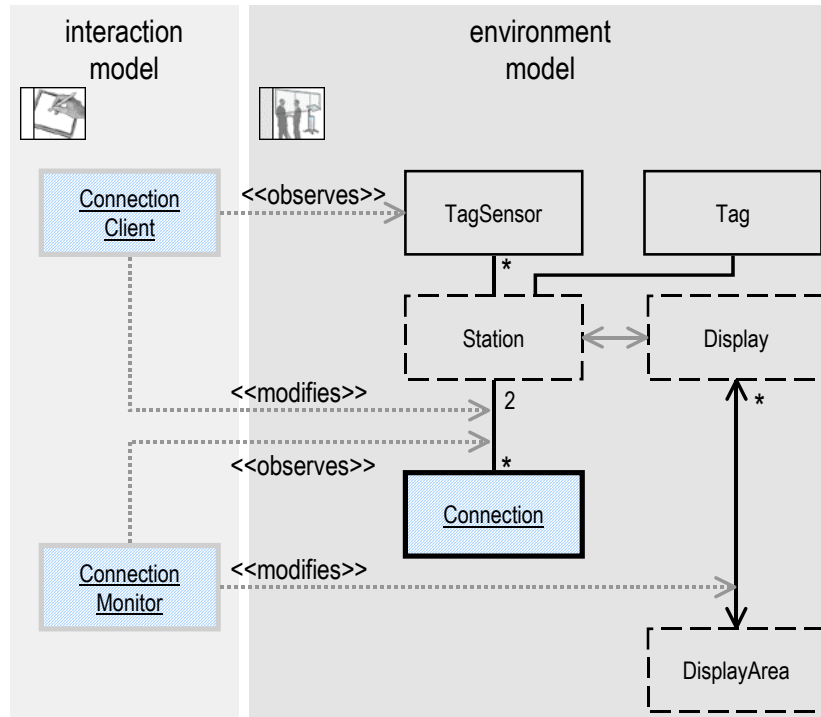 interaction
model
environment
model
Connection
Client
<<observes>>
TagSensor
Tag
*
Station
Display
<<modifies>>
2
*
<<observes>>
*
Connection
Connection
Monitor
<<modifies>>
DisplayArea